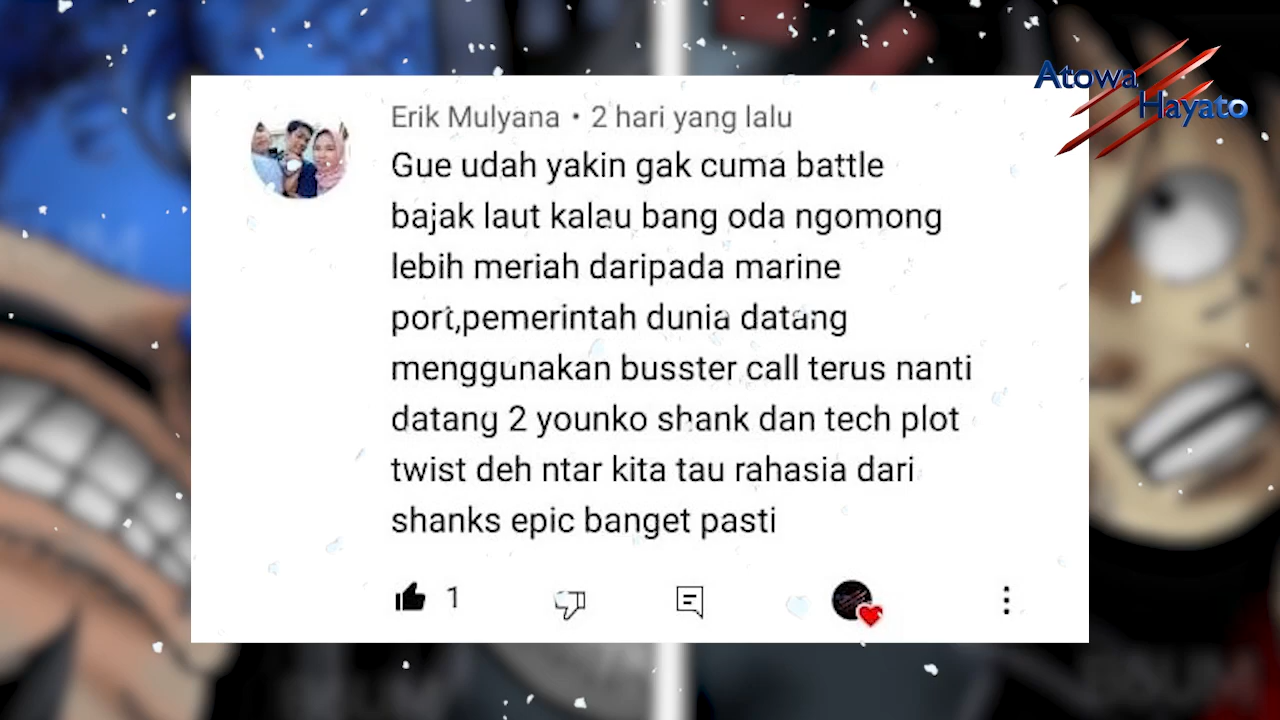 Atowa
Hayato
Erik Mulyana • 2 hari yang lalu
Gue udah yakin gak cuma battle
bajak laut kalau bang oda ngomong
lebih meriah daripada marine
port,pemerintah dunia datang
menggunakan busster call terus nanti
datang 2 younko shank dan tech plot
twist deh ntar kita tau rahasia dari
shanks epic banget pasti
1